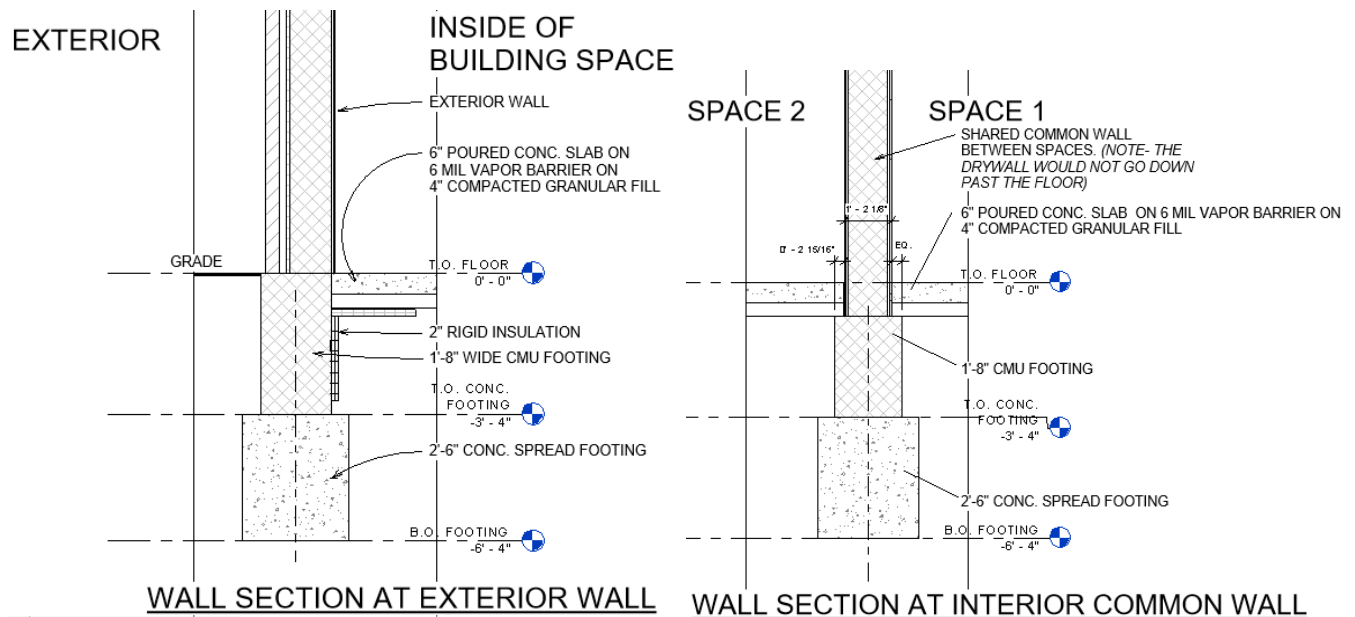 EXTERIOR
INSIDE OF
BUILDING SPACE
EXTERIOR WALL
6" POURED CONC. SLAB ON
6 MIL VAPOR BARRIER ON
4" COMPACTED GRANULAR FILL
GRADE
T.O. FLOOR
0' - 0"
2" RIGID INSULATION
1'-8" WIDE CMU FOOTING
T.O. CONC.
FOOTING
-3' - 4"
2'-6" CONC. SPREAD FOOTING
B.O. FOOTING
-6' - 4"
WALL SECTION AT EXTERIOR WALL
SPACE 2
SPACE 1
SHARED COMMON WALL
BETWEEN SPACES. (NOTE- THE
DRYWALL WOULD NOT GO DOWN
PAST THE FLOOR)
1' - 2 1/8"
6" POURED CONC. SLAB ON 6 MIL VAPOR BARRIER ON
4" COMPACTED GRANULAR FILL
0' - 2 15/16"
EQ.
T.O. FLOOR
0' - 0"
1'-8" CMU FOOTING
T.O. CONC.
FOOTING
-3' - 4"
2'-6" CONC. SPREAD FOOTING
B.O. FOOTING
-6' - 4"
WALL SECTION AT INTERIOR COMMON WALL